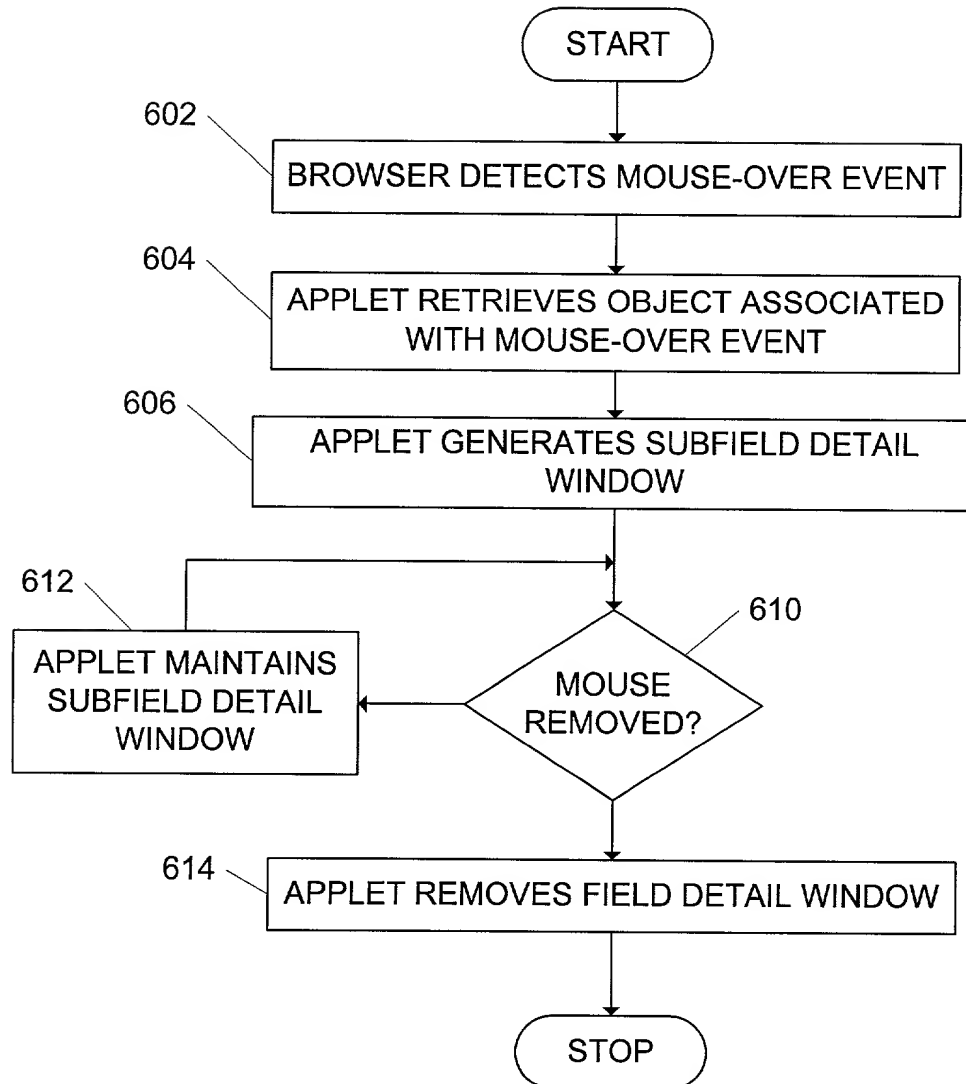 START
602
BROWSER DETECTS MOUSE-OVER EVENT
604
APPLET RETRIEVES OBJECT ASSOCIATED
WITH MOUSE-OVER EVENT
606
APPLET GENERATES SUBFIELD DETAIL
WINDOW
612
610
APPLET MAINTAINS
SUBFIELD DETAIL
WINDOW
MOUSE
REMOVED?
614
APPLET REMOVES FIELD DETAIL WINDOW
STOP